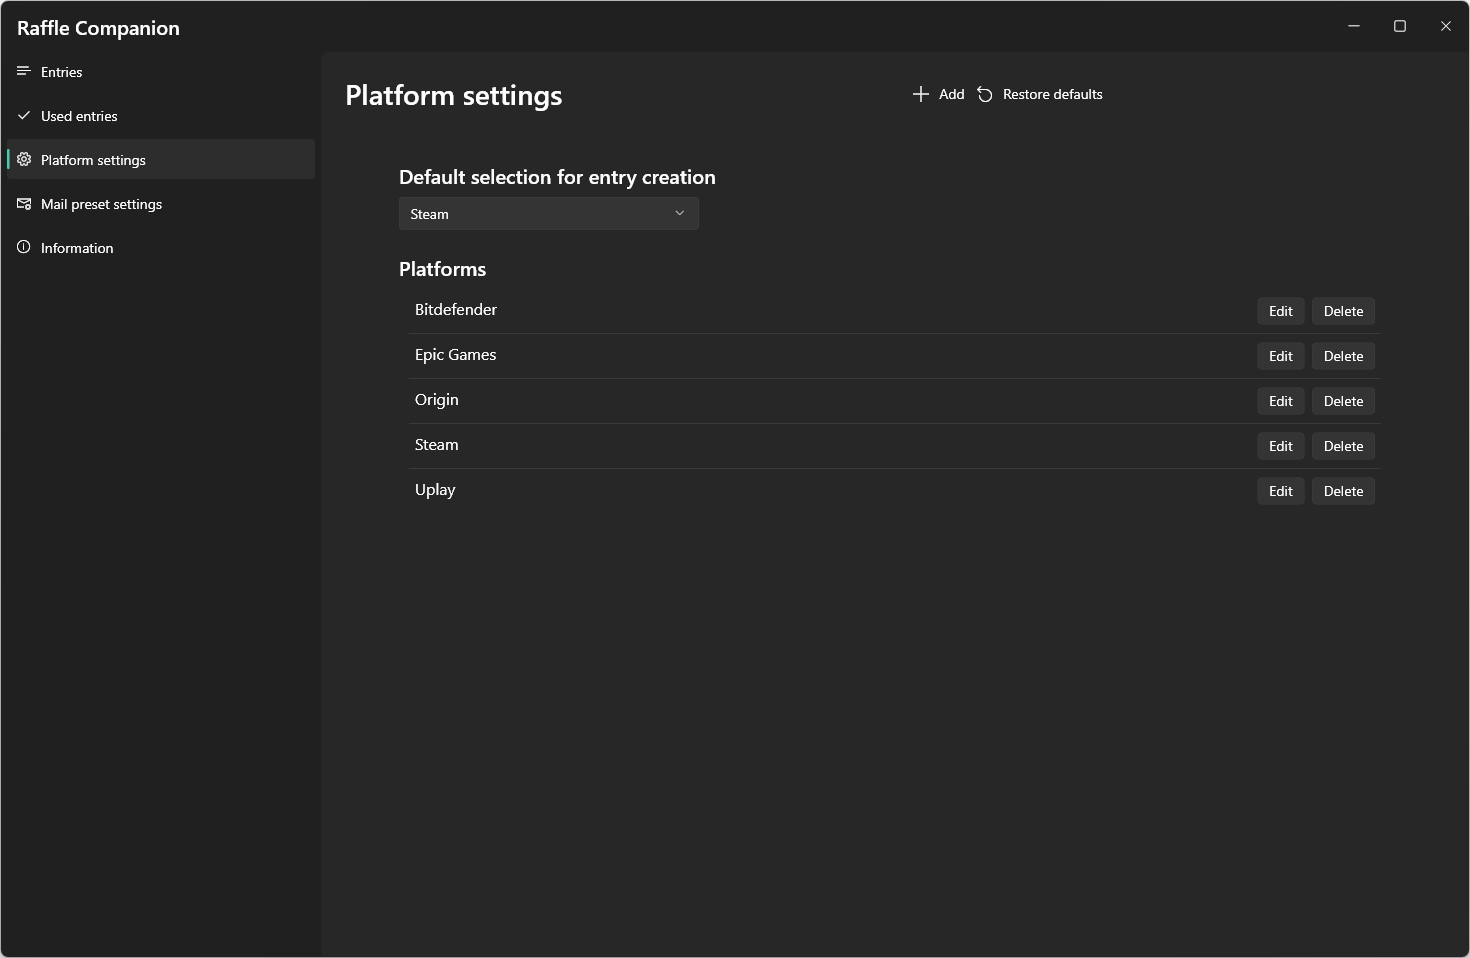 Raffle Companion
Entries
Used entries
Platform settings
Mail preset settings
Information
Platform settings
Add Restore defaults
Default selection for entry creation
Steam
Platforms
Bitdefender Edit Delete
Epic Games Edit Delete
Origin Edit Delete
Steam Edit Delete
Uplay Edit Delete